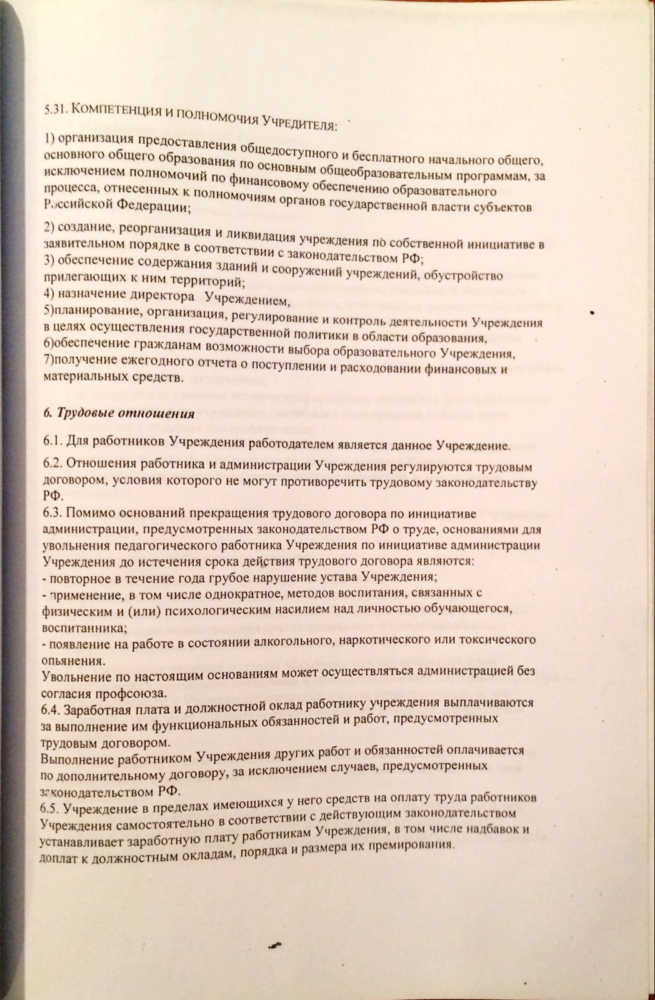 5.31. Компетенция и полномочия Учредителя:
1) организация предоставления общедоступного и бесплатного начального общего,
основного общего образования по основным общеобразовательным программам, за
исключением полномочий по финансовому обеспечению образовательного
процесса, отнесенных к полномочиям органов государственной власти субъектов
Российской Федерации;
2) создание, реорганизация и ликвидация учреждения по собственной инициативе в
заявительном порядке в соответствии с законодательством РФ;
3) обеспечение содержания зданий и сооружений учреждений, обустройство
прилегающих к ним территорий;
4) назначение директора Учреждением,
5)планирование, организация, регулирование и контроль деятельности Учреждения
в целях осуществления государственной политики в области образования,
6)обеспечение гражданам возможности выбора образовательного Учреждения,
7)получение ежегодного отчета о поступлении и расходовании финансовых и
материальных средств.
6. Трудовые отношения
6.1. Для работников Учреждения работодателем является данное Учреждение.
6.2. Отношения работника и администрации Учреждения регулируются трудовым
договором, условия которого не могут противоречить трудовому законодательству
РФ.
6.3. Помимо оснований прекращения трудового договора по инициативе
администрации, предусмотренных законодательством РФ о труде, основаниями для
увольнения педагогического работника Учреждения по инициативе администрации
Учреждения до истечения срока действия трудового договора являются:
- повторное в течение года грубое нарушение устава Учреждения;
- применение, в том числе однократное, методов воспитания, связанных с
физическим и (или) психологическим насилием над личностью обучающегося,
воспитанника;
- появление на работе в состоянии алкогольного, наркотического или токсического
опьянения.
Увольнение по настоящим основаниям может осуществляться администрацией без
согласия профсоюза.
6.4. Заработная плата и должностной оклад работнику учреждения выплачиваются
за выполнение им функциональных обязанностей и работ, предусмотренных
трудовым договором.
Выполнение работником Учреждения других работ и обязанностей оплачивается
по дополнительному договору, за исключением случаев, предусмотренных
законодательством РФ.
6.5. Учреждение в пределах имеющихся у него средств на оплату труда работников
Учреждения самостоятельно в соответствии с действующим законодательством
устанавливает заработную плату работникам Учреждения, в том числе надбавок и
доплат к должностным окладам, порядка и размера их премирования.